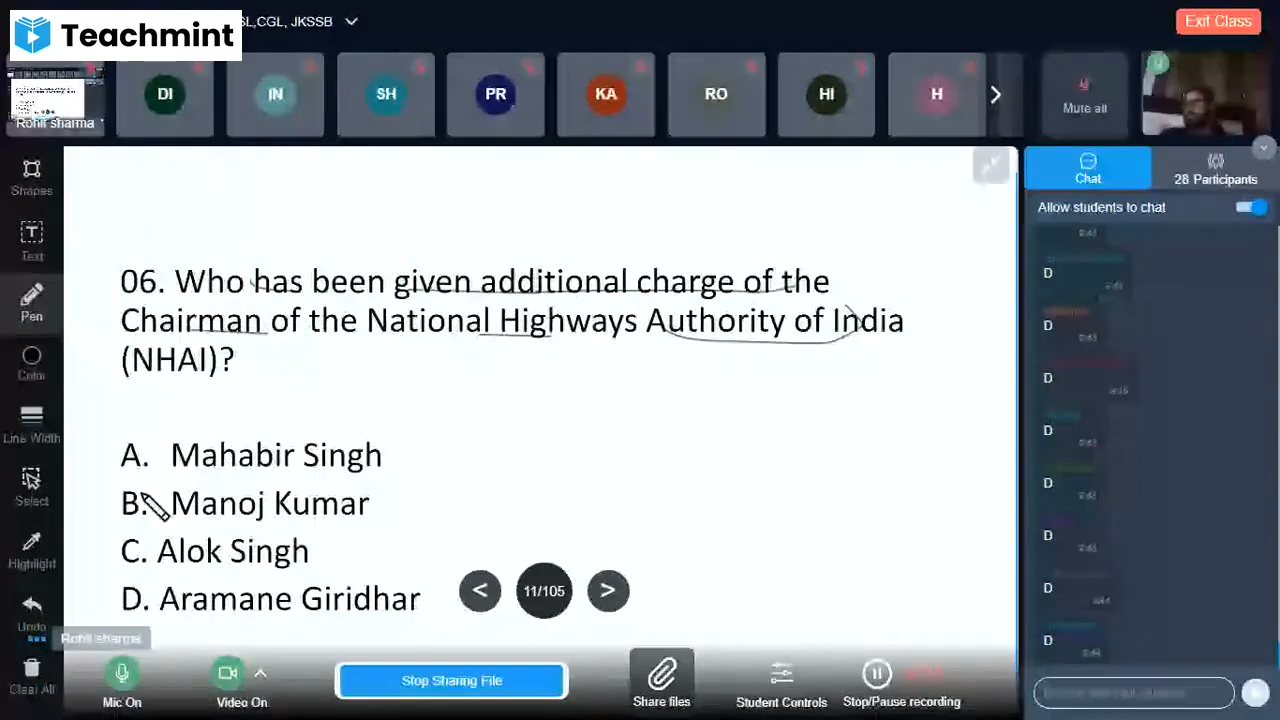 Teachmint
SL,CGL, JKSSB
Exit Class
DI
IN
SH
PR
KA
RO
HI
H
Rohit sharma
Mute all
Shapes
Text
Pen
Color
Line Width
Select
Highlight
Undo
Clear All
06. Who has been given additional charge of the
Chairman of the National Highways Authority of India
(NHAI)?
A. Mahabir Singh
B. Manoj Kumar
C. Alok Singh
D. Aramane Giridhar
11/105
Rohit sharma
Chat
28 Participants
Allow students to chat
D
D
D
D
D
D
D
D
Mic On
Video On
Stop Sharing File
Share files
Student Controls
Stop/Pause recording